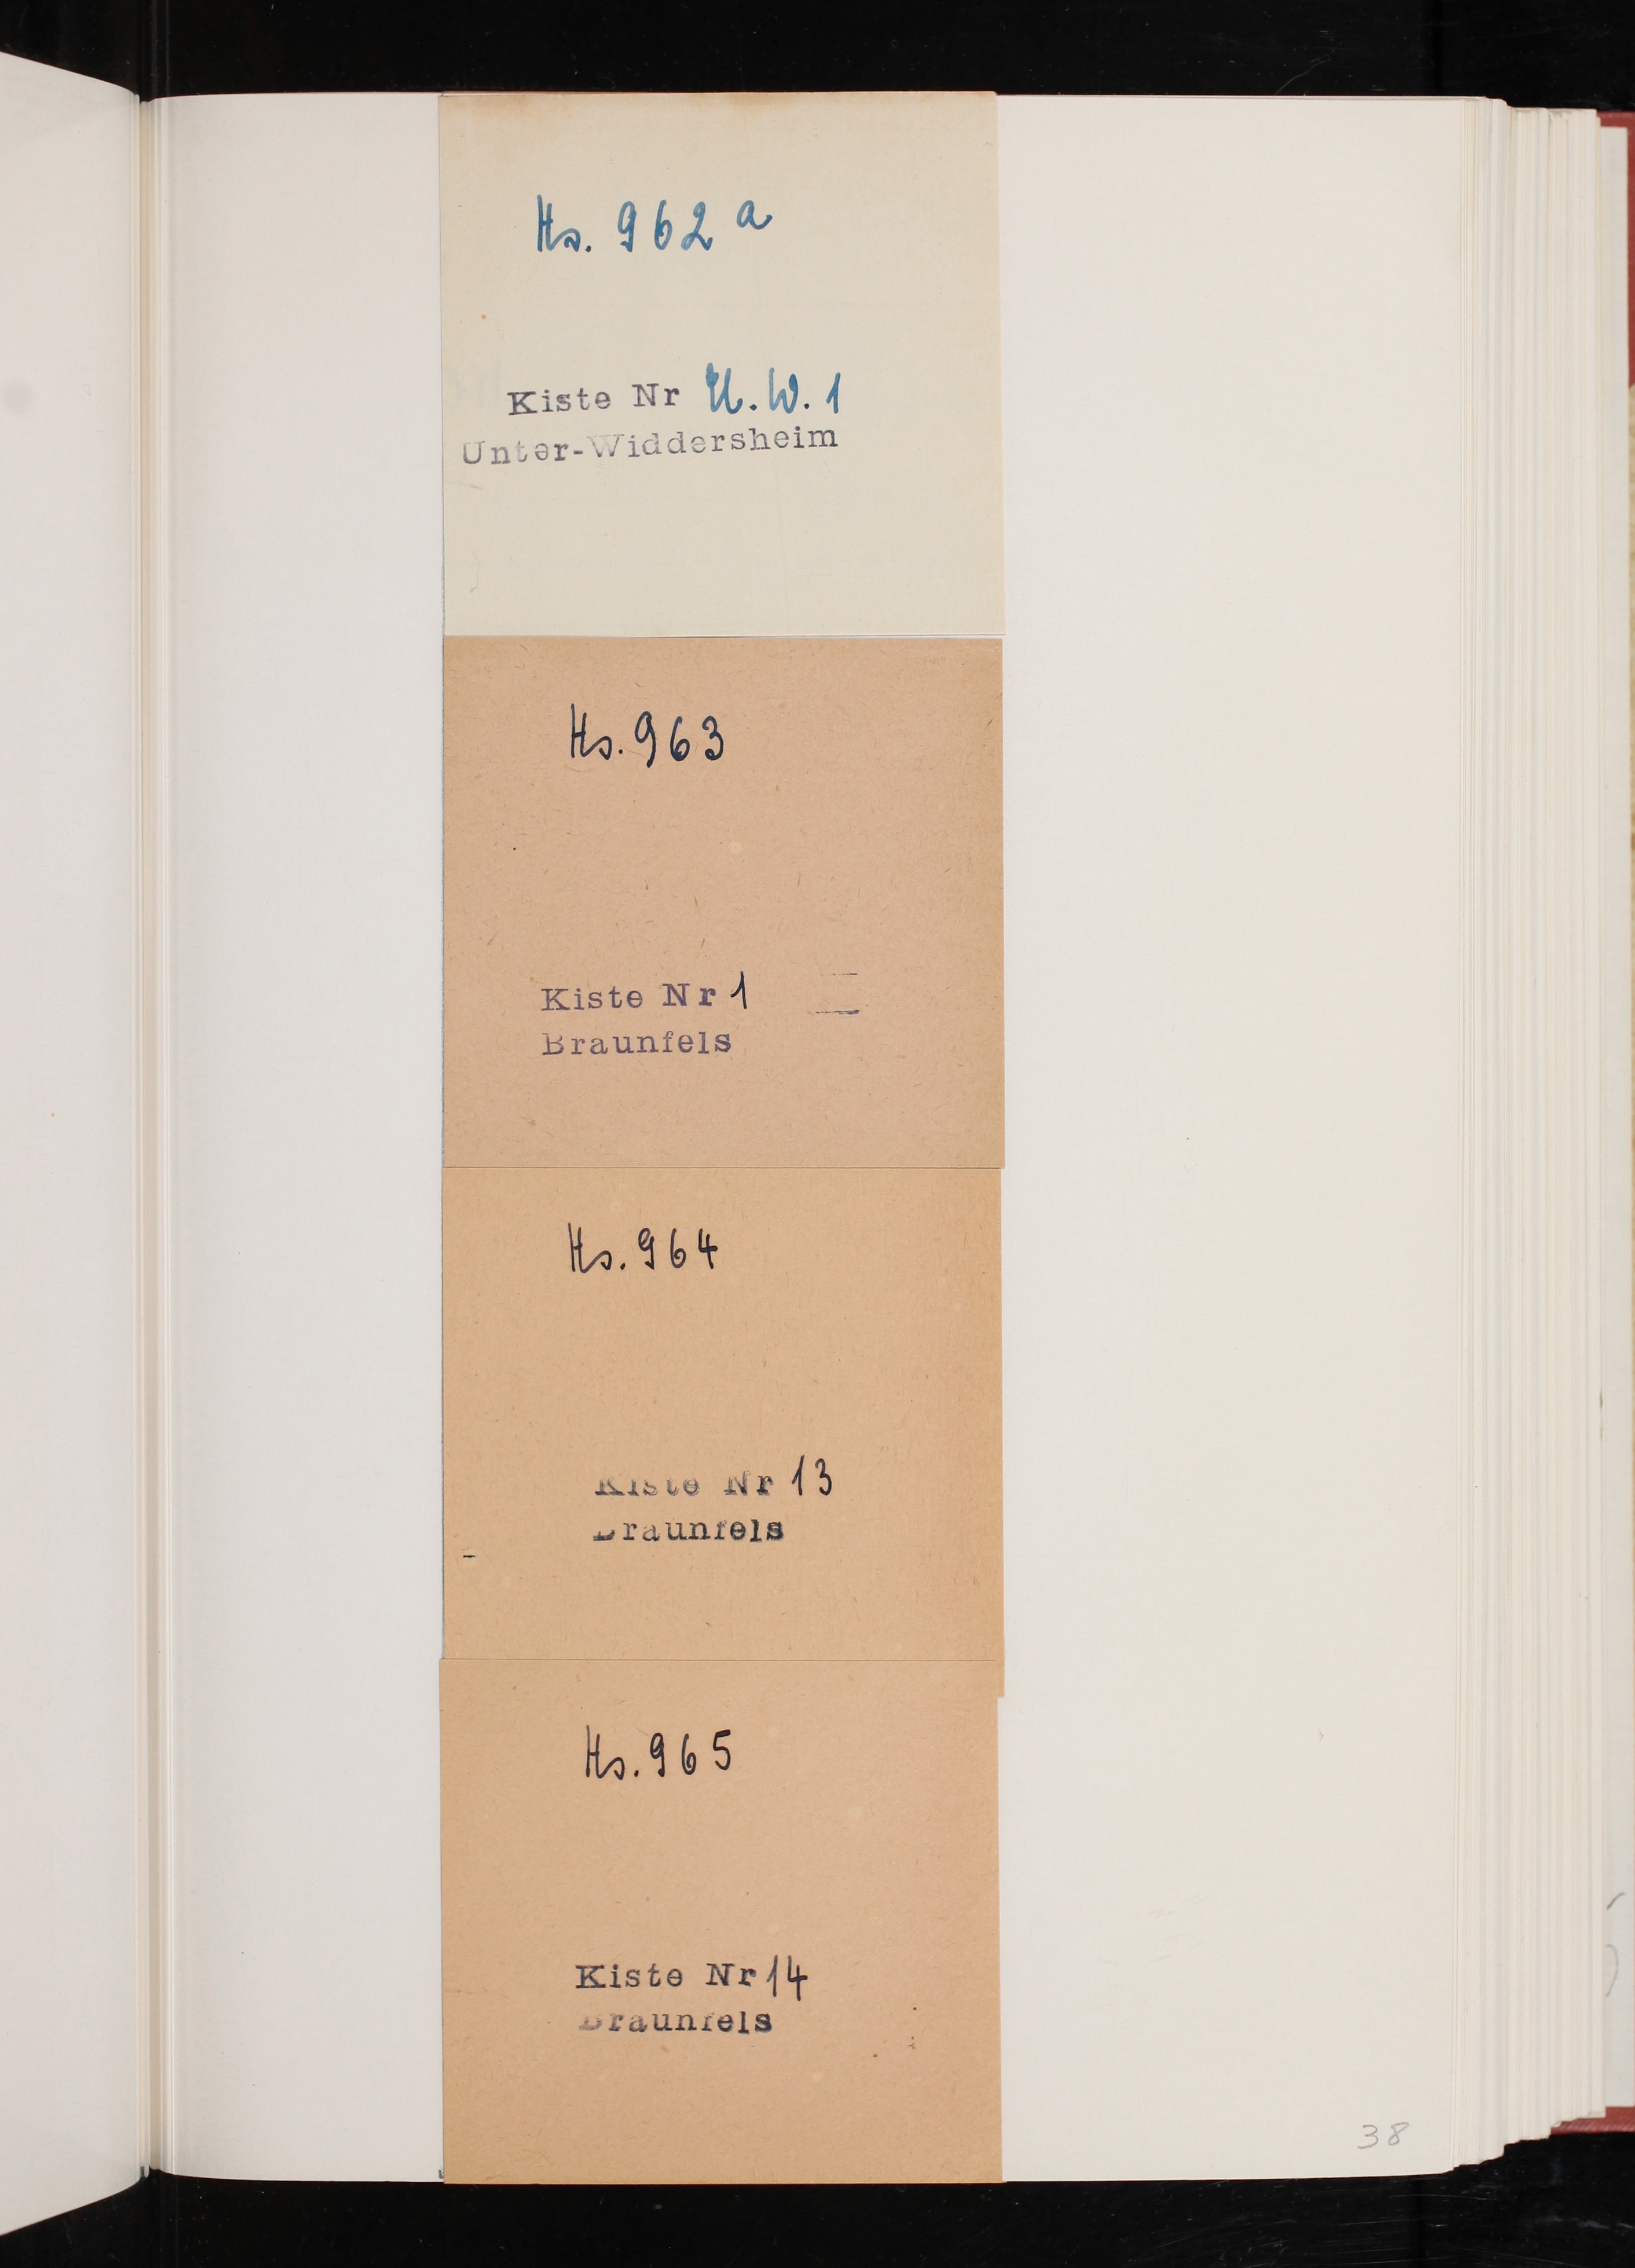 Hs. 962 a
Kiste Nr U.W. 1
Unter-Widdersheim
Hs. 963
Kiste Nr 1
Braunfels
Hs. 964
Kiste Nr 13
Braunfels
Hs. 965
Kiste Nr 14
Braunfels
38